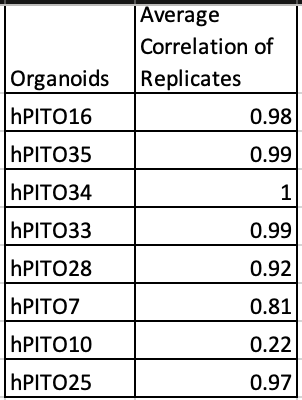 Average
Correlation of
Organoids Replicates
hPITO16 0.98
hPITO35 0.99
hPITO34 1
hPITO33 0.99
hPITO28 0.92
hPITO7 0.81
hPITO10 0.22
hPITO25 0.97